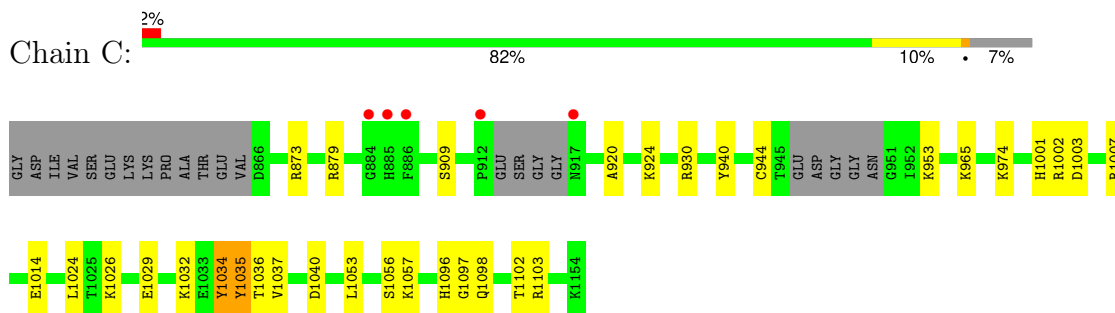 2%
Chain C:
82% 10% • 7%
GLY ASP ILE VAL SER GLU LYS LYS PRO ALA THR GLU VAL D866 R873 R879 G884 H885 F886 S909 P912 GLU SER GLY GLY N917 A920 K924 R930 Y940 C944 T945 GLU ASP GLY GLY ASN G951 I952 K953 K965 K974 H1001 R1002 D1003
E1014 L1024 T1025 K1026 E1029 K1032 E1033 Y1034 Y1035 T1036 V1037 D1040 L1053 S1056 K1057 H1096 G1097 Q1098 T1102 R1103 K1154